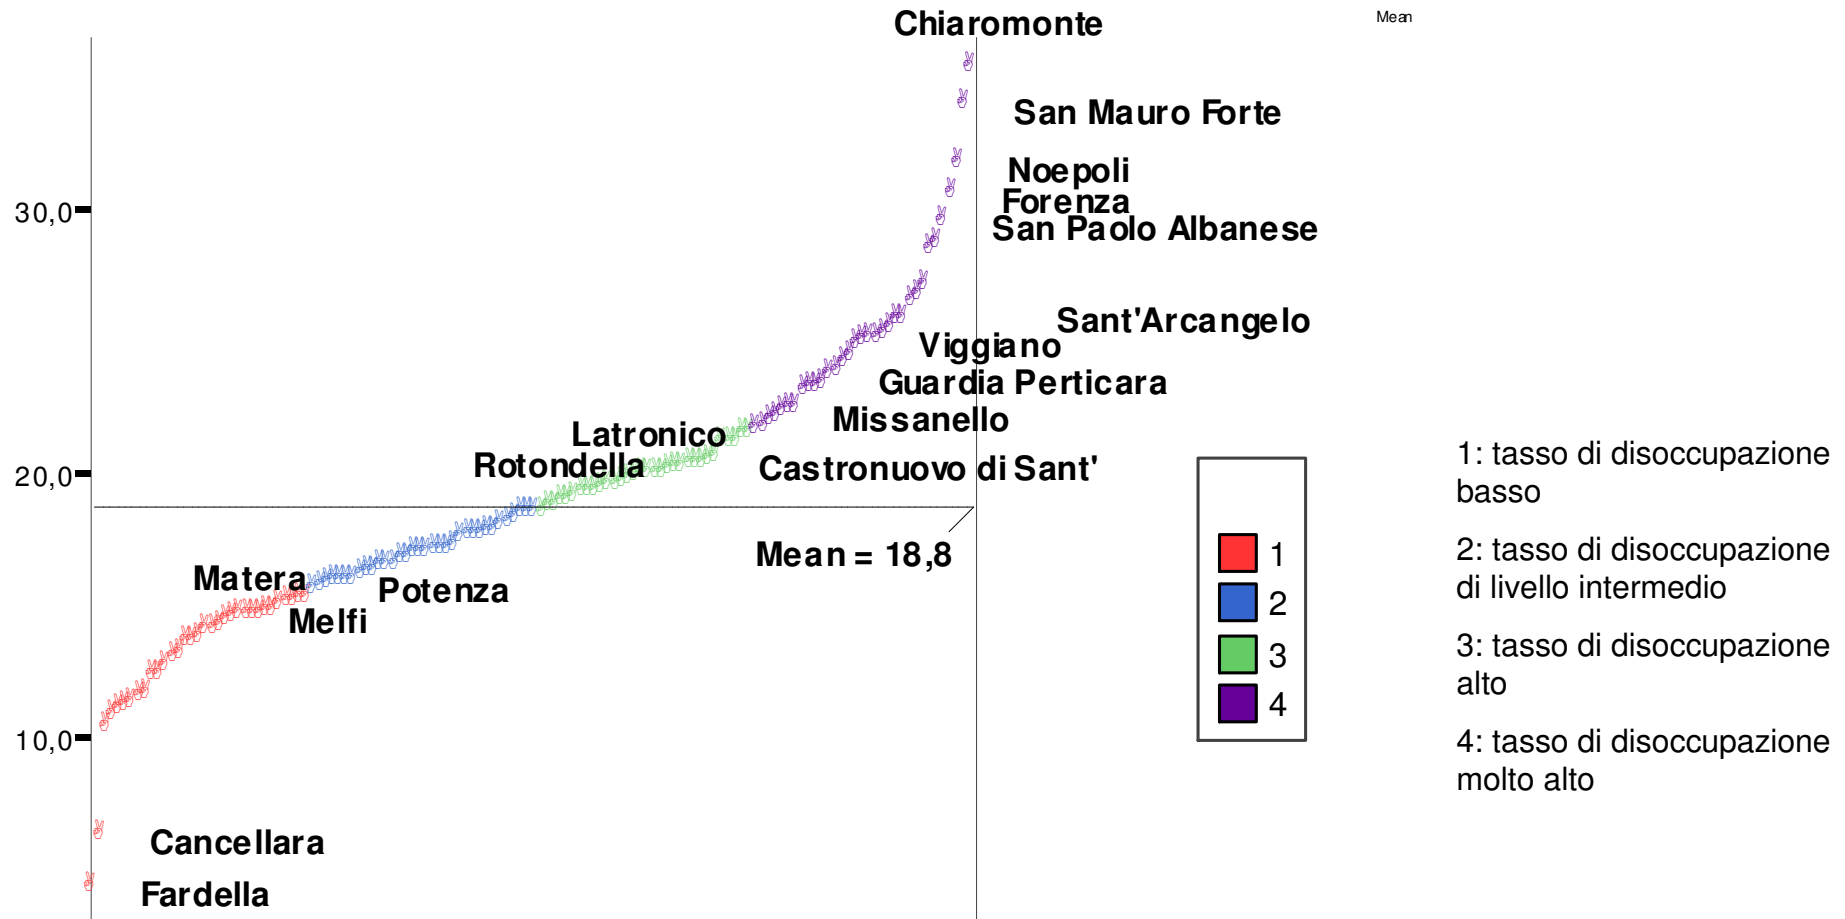 Chiaromonte
Mean
San Mauro Forte
Noepoli
Forenza
30,0
San Paolo Albanese
Sant'Arcangelo
Viggiano
Guardia Perticara
Missanello
Latronico
Rotondella
20,0
Castronuovo di Sant'
Mean = 18,8
Matera
Potenza
Melfi
10,0
Cancellara
Fardella
1
2
3
4
1: tasso di disoccupazione
basso
2: tasso di disoccupazione
di livello intermedio
3: tasso di disoccupazione
alto
4: tasso di disoccupazione
molto alto